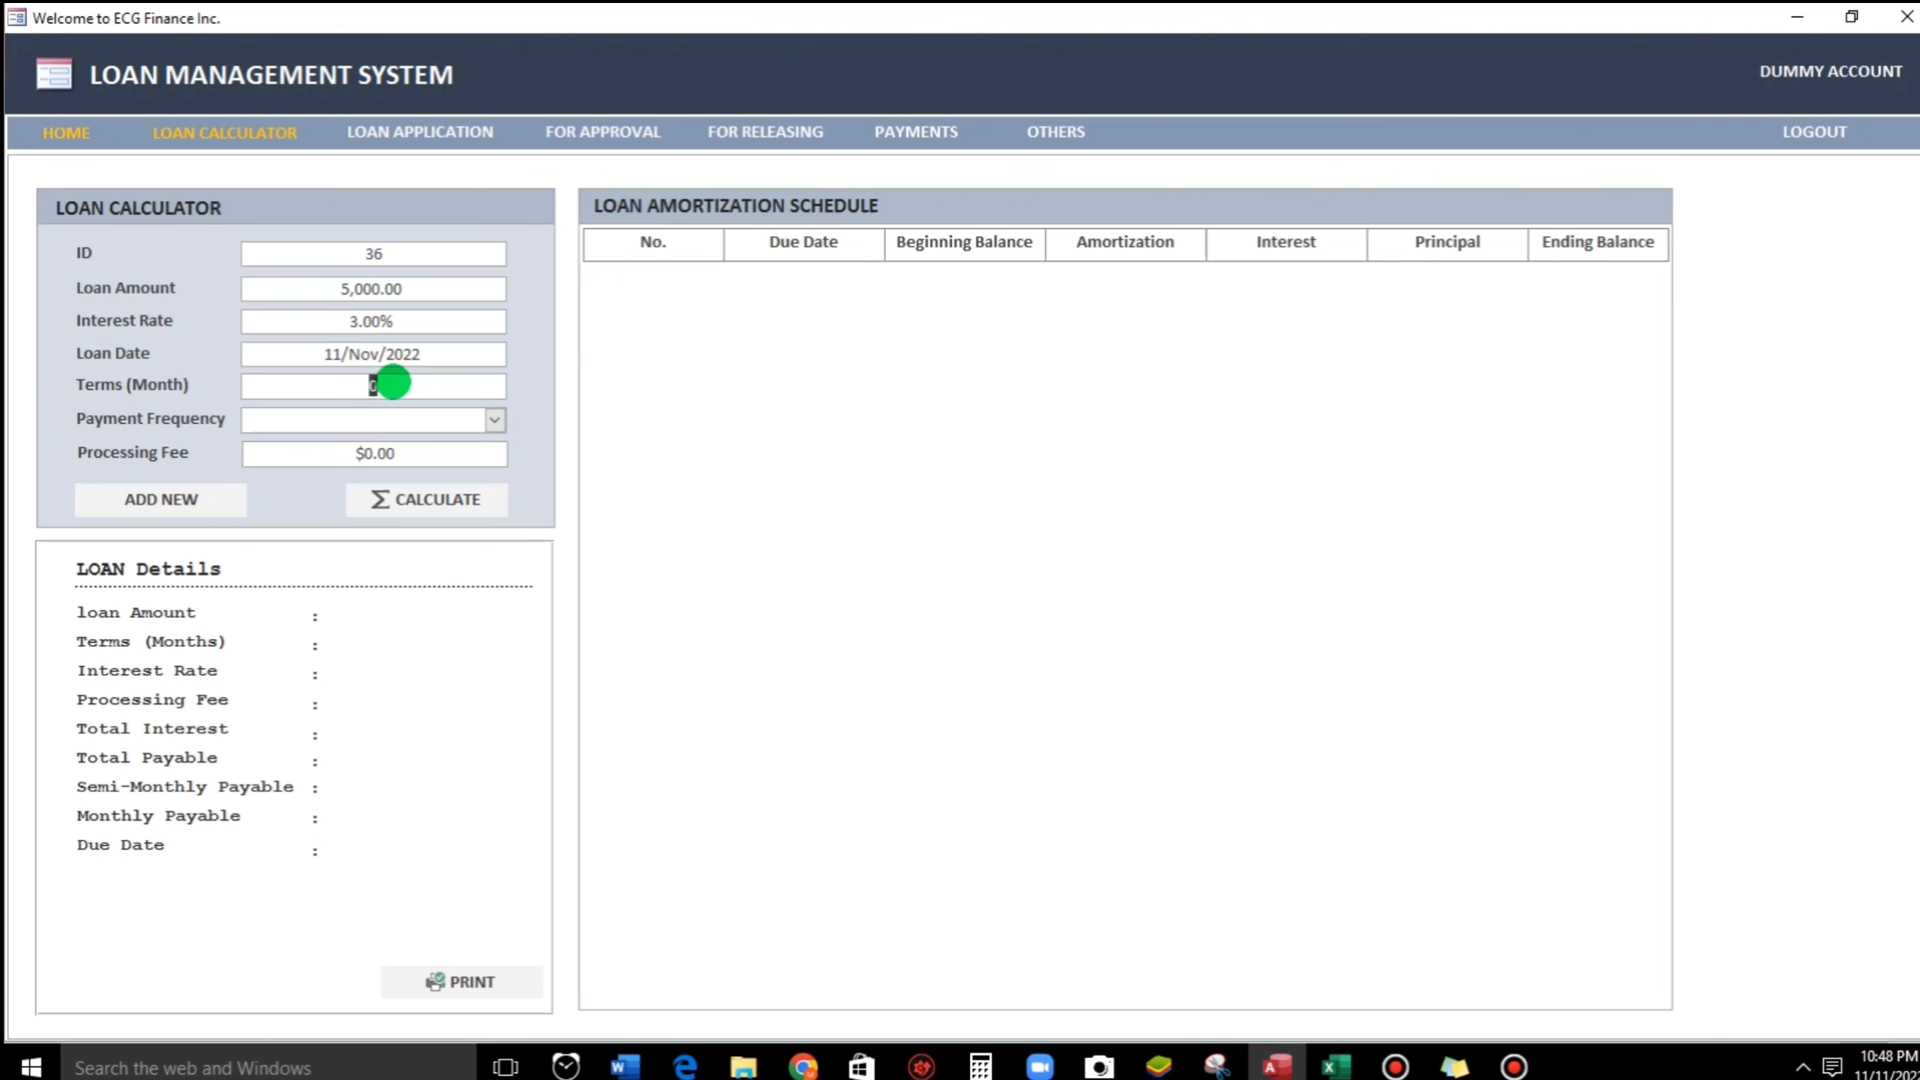 Welcome to ECG Finance Inc.
LOAN MANAGEMENT SYSTEM
DUMMY ACCOUNT
HOME LOAN CALCULATOR LOAN APPLICATION FOR APPROVAL FOR RELEASING PAYMENTS OTHERS LOGOUT
LOAN CALCULATOR
ID 36
Loan Amount 5,000.00
Interest Rate 3.00%
Loan Date 11/Nov/2022
Terms (Month) 0
Payment Frequency
Processing Fee $0.00
ADD NEW ∑ CALCULATE
LOAN Details
loan Amount :
Terms (Months) :
Interest Rate :
Processing Fee :
Total Interest :
Total Payable :
Semi-Monthly Payable :
Monthly Payable :
Due Date :
PRINT
LOAN AMORTIZATION SCHEDULE
No. Due Date Beginning Balance Amortization Interest Principal Ending Balance
Search the web and Windows
10:48 PM